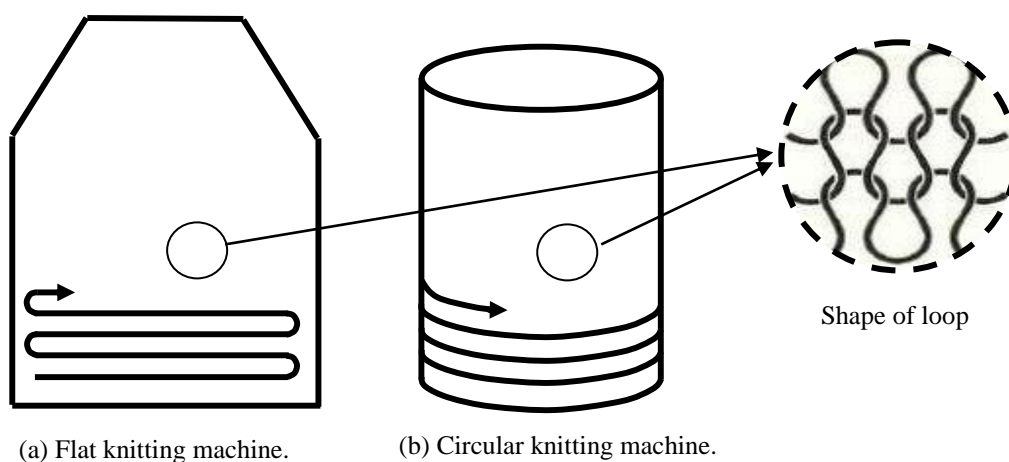 Shape of loop
(a) Flat knitting machine.
(b) Circular knitting machine.